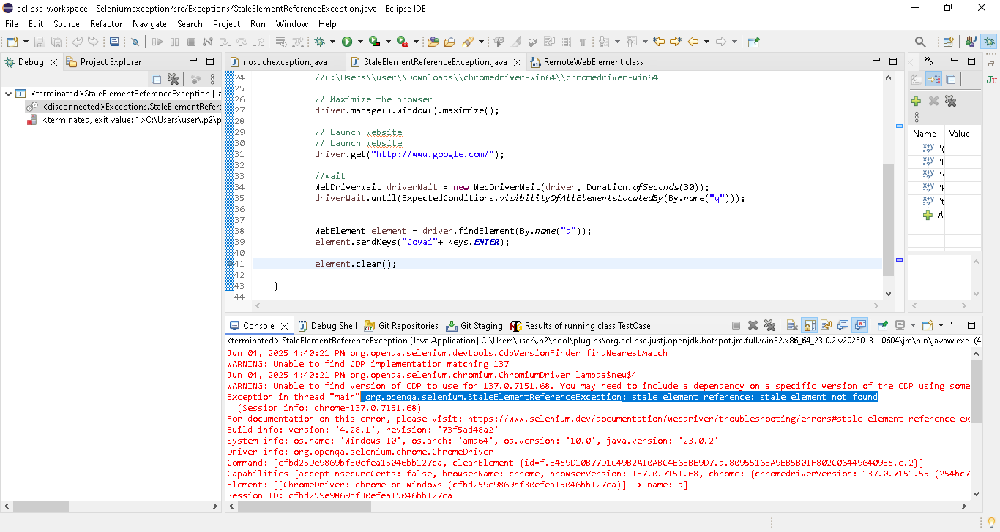 eclipse-workspace - Seleniumexception/src/Exceptions/StaleElementReferenceException.java - Eclipse IDE
File Edit Source Refactor Navigate Search Project Run Window Help
Debug
Project Explorer
<terminated>StaleElementReferenceException [Ja
<disconnected>Exceptions.StaleElementRefere
<terminated, exit value: 1>C:\Users\user\.p2\p
nosuchexception.java
StaleElementReferenceException.java
RemoteWebElement.class
24 //C:\Users\\user\\Downloads\\chromedriver-win64\\chromedriver-win64
25
26 // Maximize the browser
27 driver.manage().window().maximize();
28
29 // Launch Website
30 // Launch Website
31 driver.get("http://www.google.com/");
32
33 //wait
34 WebDriverWait driverWait = new WebDriverWait(driver, Duration.ofSeconds(30));
35 driverWait.until(ExpectedConditions.visibilityOfAllElementsLocatedBy(By.name("q")));
36
37
38 WebElement element = driver.findElement(By.name("q"));
39 element.sendKeys("Covai"+ Keys.ENTER);
40
41 element.clear();
42
43 }
44
2
Ju
Name Value
"(
"l
"s
"b
"t
Console
Debug Shell
Git Repositories
Git Staging
Results of running class TestCase
<terminated> StaleElementReferenceException [Java Application] C:\Users\user\.p2\pool\plugins\org.eclipse.justj.openjdk.hotspot.jre.full.win32.x86_64_23.0.2.v20250131-0604\jre\bin\javaw.exe (4
Jun 04, 2025 4:40:21 PM org.openqa.selenium.devtools.CdpVersionFinder findNearestMatch
WARNING: Unable to find CDP implementation matching 137
Jun 04, 2025 4:40:21 PM org.openqa.selenium.chromium.ChromiumDriver lambda$new$4
WARNING: Unable to find version of CDP to use for 137.0.7151.68. You may need to include a dependency on a specific version of the CDP using some
Exception in thread "main" org.openqa.selenium.StaleElementReferenceException: stale element reference: stale element not found
(Session info: chrome=137.0.7151.68)
For documentation on this error, please visit: https://www.selenium.dev/documentation/webdriver/troubleshooting/errors#stale-element-reference-ex
Build info: version: '4.28.1', revision: '73f5ad48a2'
System info: os.name: 'Windows 10', os.arch: 'amd64', os.version: '10.0', java.version: '23.0.2'
Driver info: org.openqa.selenium.chrome.ChromeDriver
Command: [cfbd259e9869bf30efea15046bb127ca, clearElement {id=f.E489D10B77D1C49B2A10ABC4E6EBE9D7.d.80955163A9EB5B01F802C064496409E8.e.2}]
Capabilities {acceptInsecureCerts: false, browserName: chrome, browserVersion: 137.0.7151.68, chrome: {chromedriverVersion: 137.0.7151.55 (254bc7
Element: [[ChromeDriver: chrome on windows (cfbd259e9869bf30efea15046bb127ca)] -> name: q]
Session ID: cfbd259e9869bf30efea15046bb127ca